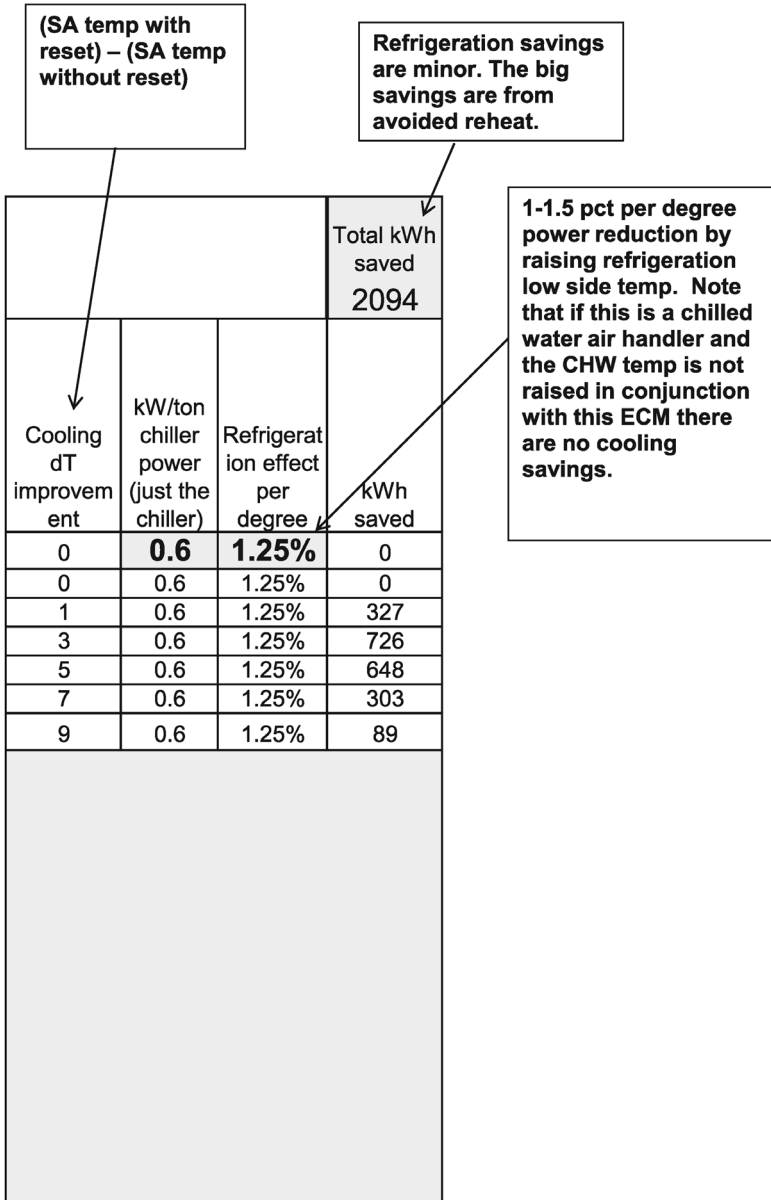 (SA temp with
reset) – (SA temp
without reset)
Refrigeration savings
are minor. The big
savings are from
avoided reheat.
1-1.5 pct per degree
power reduction by
raising refrigeration
low side temp.  Note
that if this is a chilled
water air handler and
the CHW temp is not
raised in conjunction
with this ECM there
are no cooling
savings.
Total kWh
saved
2094
Cooling
dT
improvem
ent
kW/ton
chiller
power
(just the
chiller)
Refrigerat
ion effect
per
degree
kWh
saved
0 0.6 1.25% 0
0 0.6 1.25% 0
1 0.6 1.25% 327
3 0.6 1.25% 726
5 0.6 1.25% 648
7 0.6 1.25% 303
9 0.6 1.25% 89